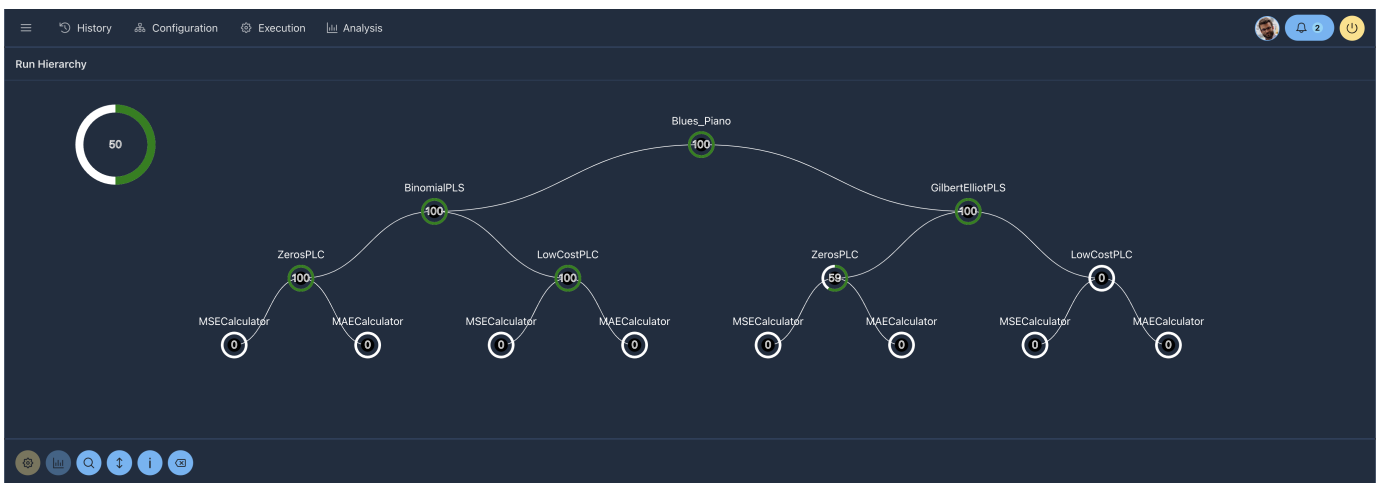 History Configuration Execution Analysis 2
Run Hierarchy
50
Blues_Piano
100
BinomialPLS GilbertElliotPLS
100 100
ZerosPLC LowCostPLC ZerosPLC LowCostPLC
100 100 59 0
MSECalculator MAECalculator MSECalculator MAECalculator MSECalculator MAECalculator MSECalculator MAECalculator
0 0 0 0 0 0 0 0